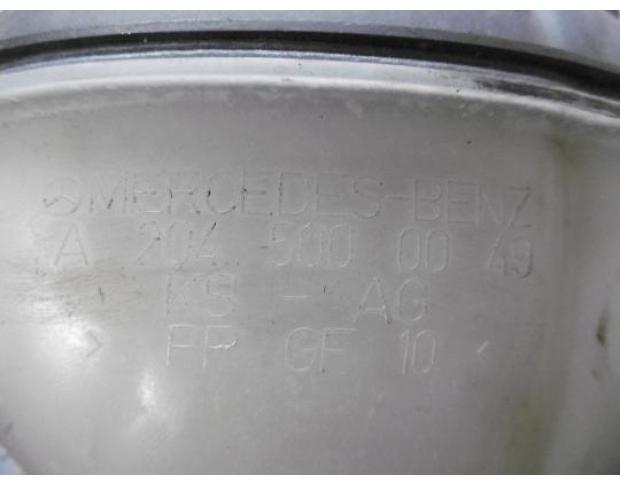 MERCEDES-BENZ
A 204 500 00 49
KS - AG
> PP GF 10 <